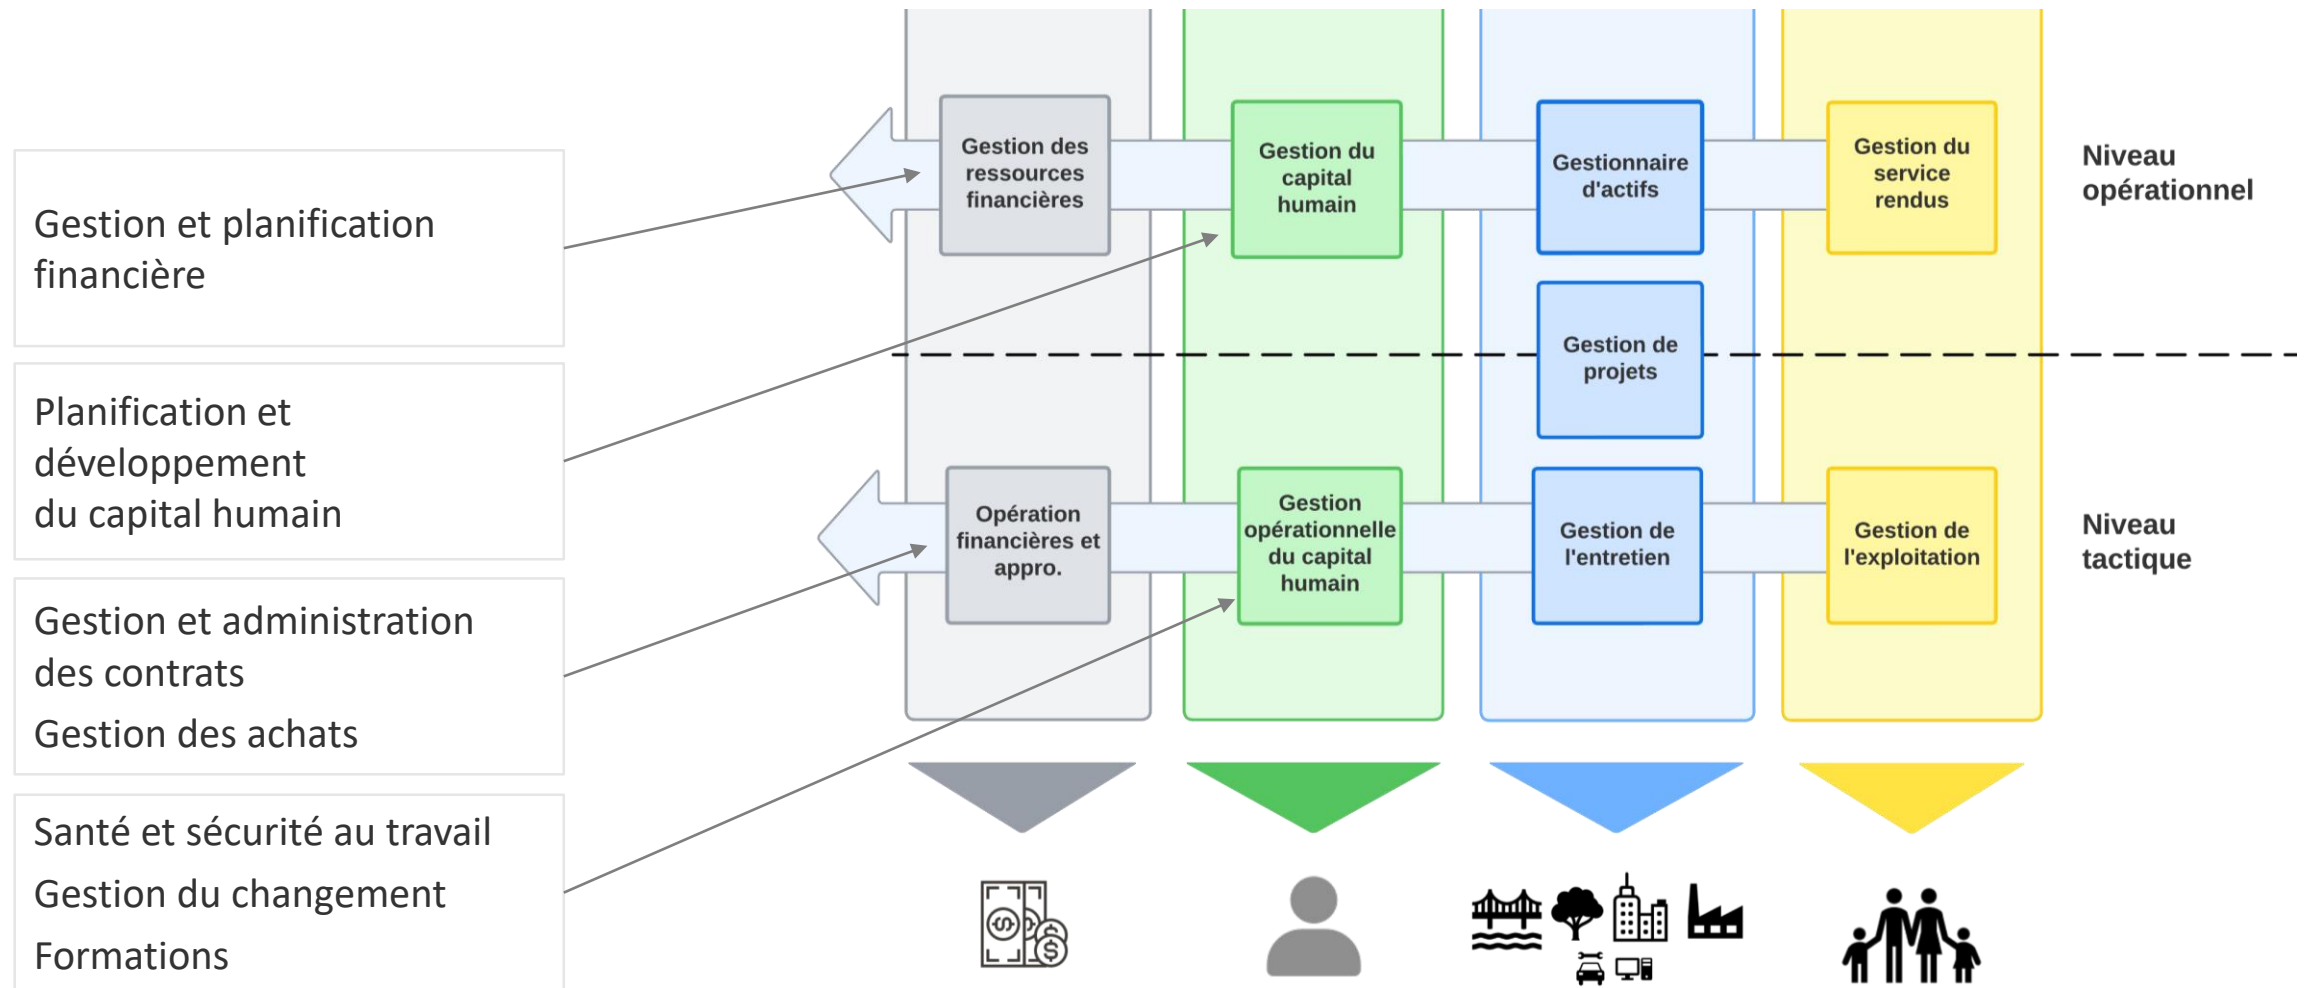 Gestion et planification
financière
Planification et
développement
du capital humain
Gestion et administration
des contrats
Gestion des achats
Santé et sécurité au travail
Gestion du changement
Formations
Gestion des
ressources
financières
Gestion du
capital
humain
Gestionnaire
d'actifs
Gestion du
service
rendus
Niveau
opérationnel
Gestion de
projets
Opération
financières et
appro.
Gestion
opérationnelle
du capital
humain
Gestion de
l'entretien
Gestion de
l'exploitation
Niveau
tactique